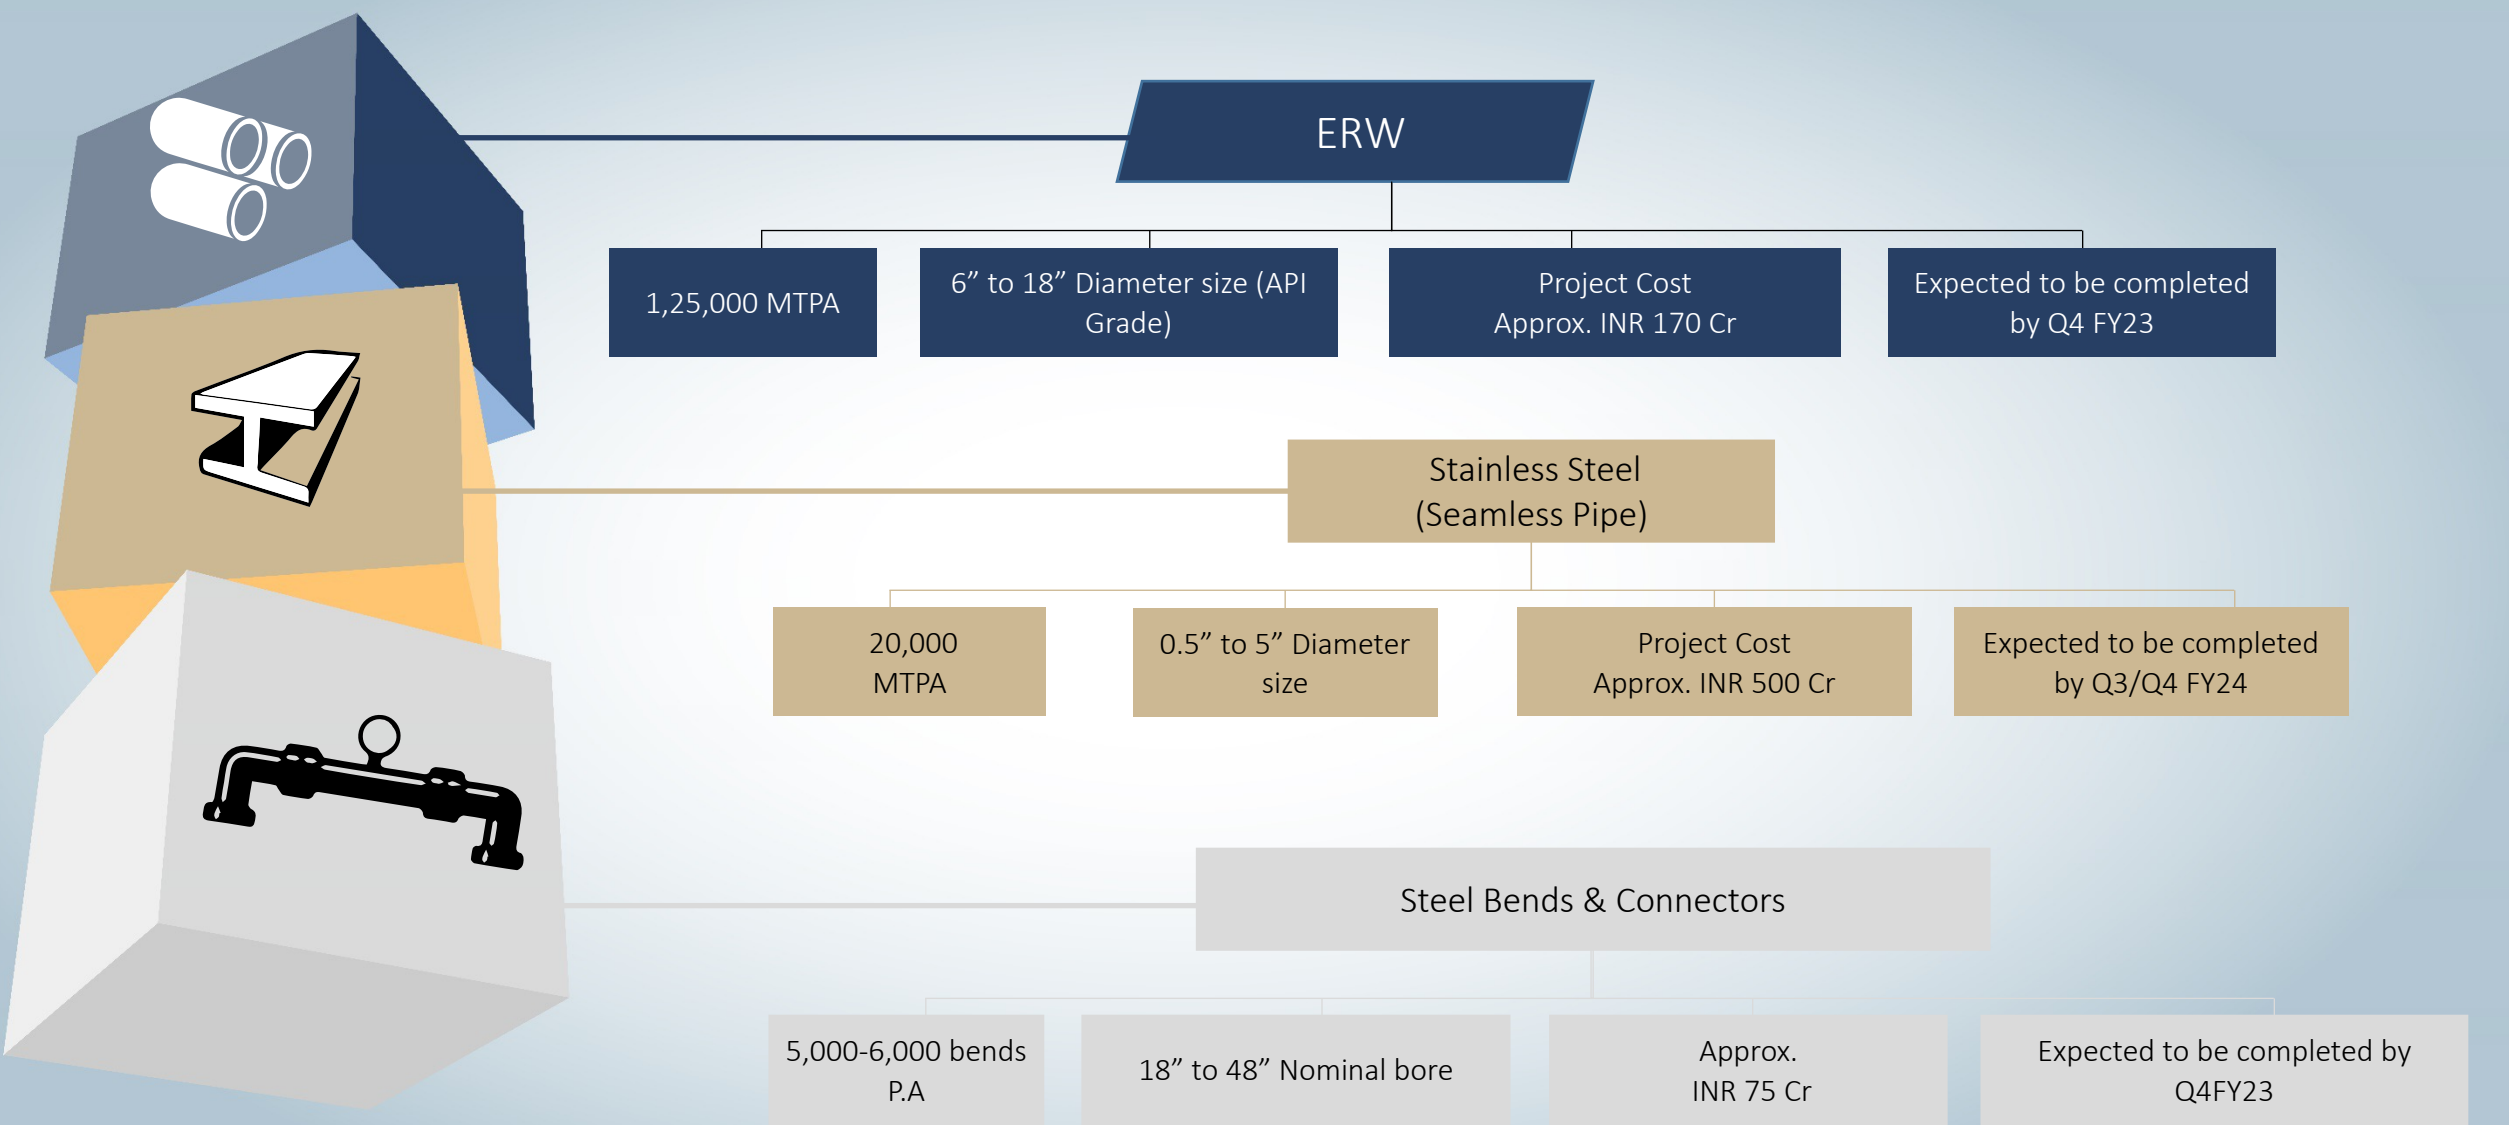 ERW
1,25,000 MTPA
6” to 18” Diameter size (API
Grade)
Project Cost
Approx. INR 170 Cr
Expected to be completed
by Q4 FY23
Stainless Steel
(Seamless Pipe)
20,000
MTPA
0.5” to 5” Diameter
size
Project Cost
Approx. INR 500 Cr
Expected to be completed
by Q3/Q4 FY24
Steel Bends & Connectors
5,000-6,000 bends
P.A
18” to 48” Nominal bore
Approx.
INR 75 Cr
Expected to be completed by
Q4FY23